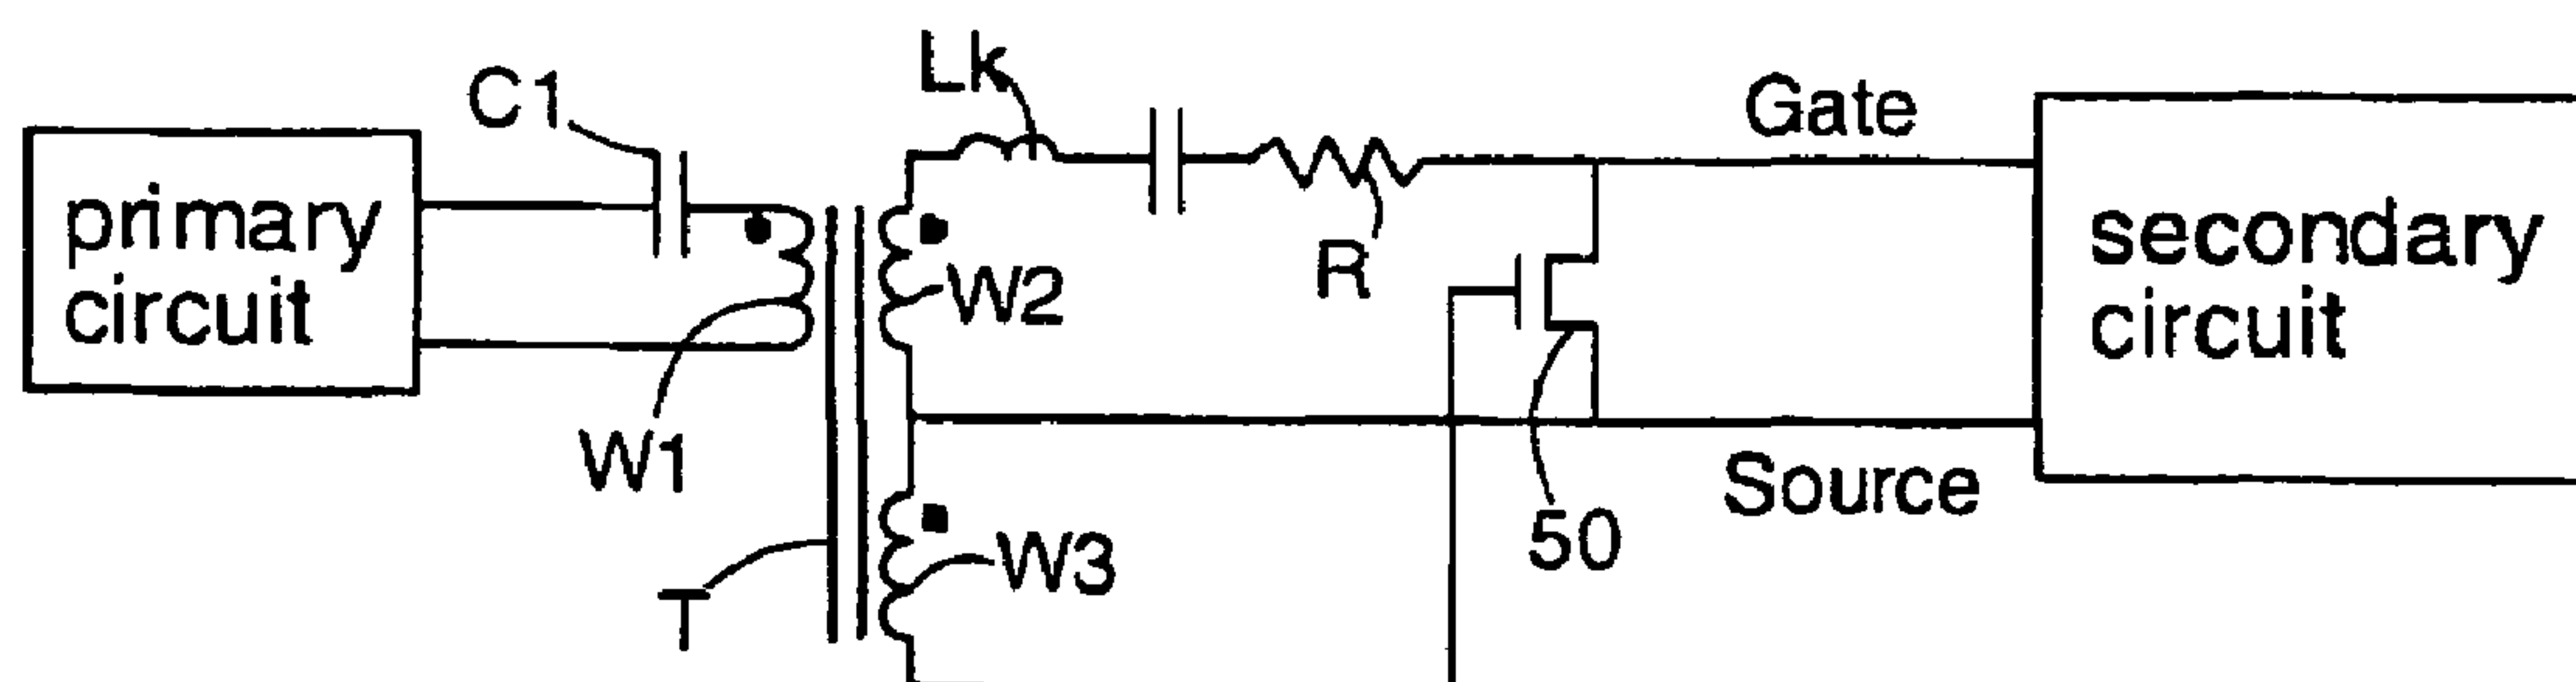 C1
Lk
Gate
primary
circuit
secondary
circuit
W2
R
W1
Source
50
W3
T